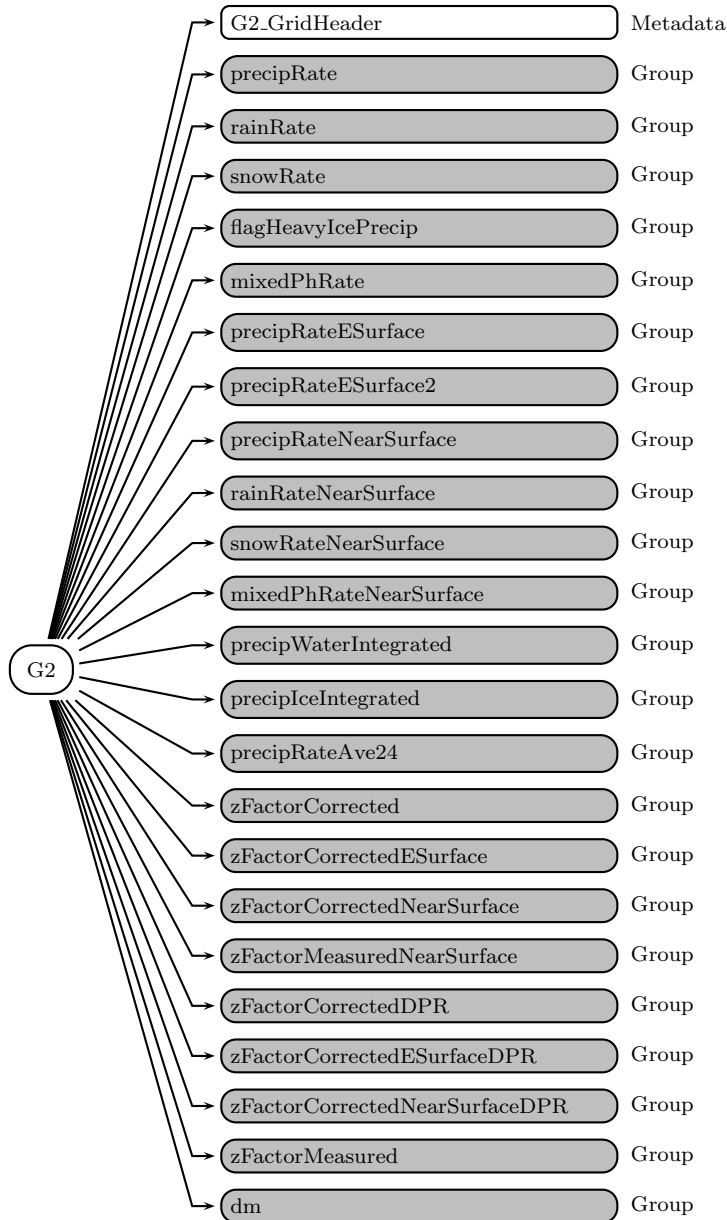 G2_GridHeader Metadata
precipRate Group
rainRate Group
snowRate Group
flagHeavyIcePrecip Group
mixedPhRate Group
precipRateESurface Group
precipRateESurface2 Group
precipRateNearSurface Group
rainRateNearSurface Group
snowRateNearSurface Group
mixedPhRateNearSurface Group
precipWaterIntegrated Group
G2
precipIceIntegrated Group
precipRateAve24 Group
zFactorCorrected Group
zFactorCorrectedESurface Group
zFactorCorrectedNearSurface Group
zFactorMeasuredNearSurface Group
zFactorCorrectedDPR Group
zFactorCorrectedESurfaceDPR Group
zFactorCorrectedNearSurfaceDPR Group
zFactorMeasured Group
dm Group